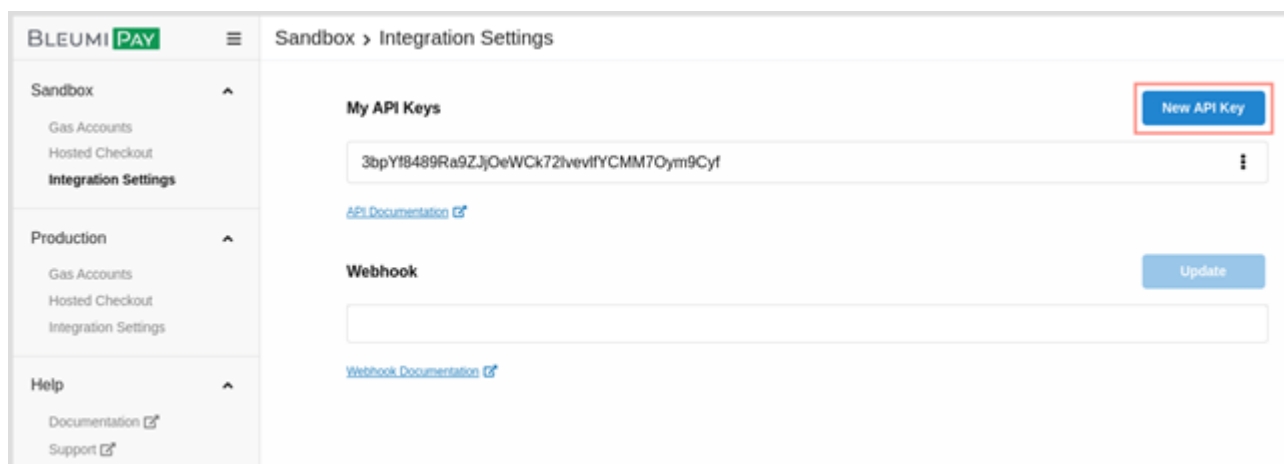 BLEUMI PAY
Sandbox > Integration Settings
Sandbox
Gas Accounts
Hosted Checkout
Integration Settings
Production
Gas Accounts
Hosted Checkout
Integration Settings
Help
Documentation
Support
My API Keys
New API Key
3bpYf8489Ra9ZJjOeWCk72IvevIfYCMM7Oym9Cyf
API Documentation
Webhook
Update
Webhook Documentation